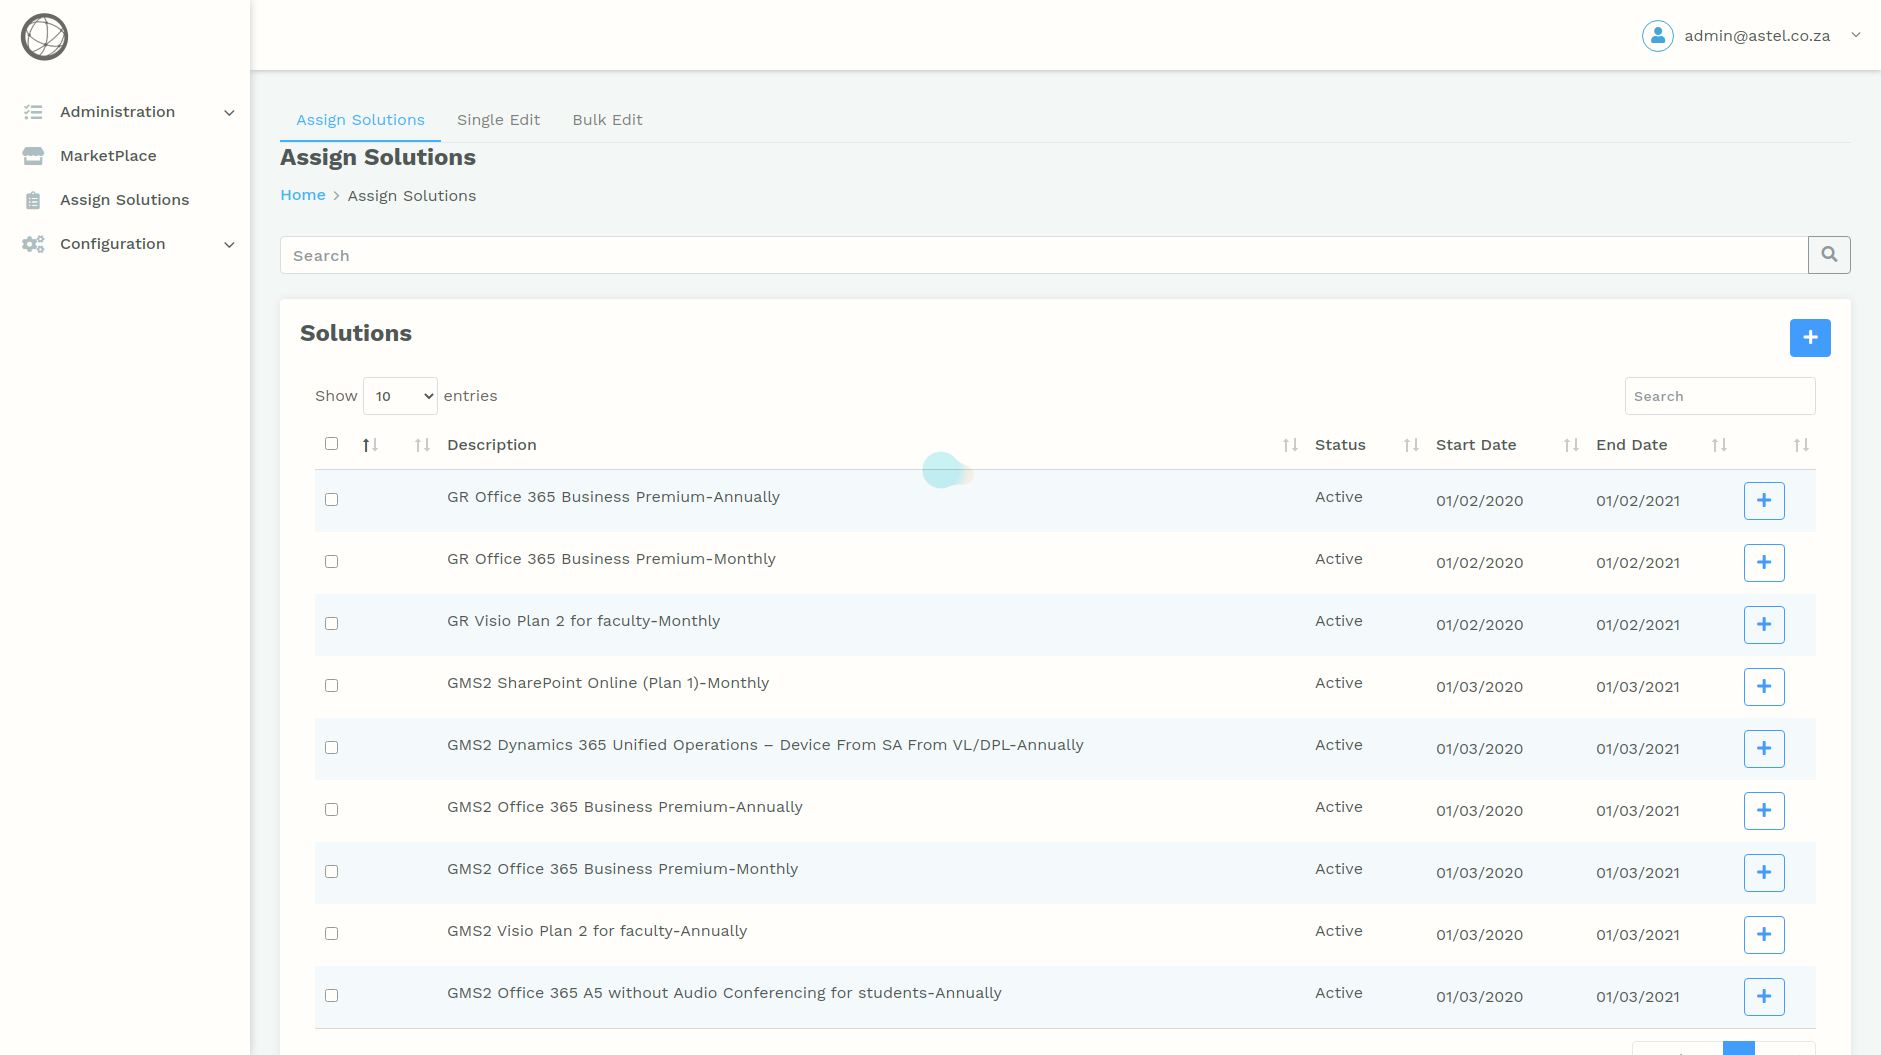 admin@astel.co.za
Administration
MarketPlace
Assign Solutions
Configuration
Assign Solutions Single Edit Bulk Edit
Assign Solutions
Home > Assign Solutions
Search
Solutions
Show 10 entries Search
Description Status Start Date End Date
GR Office 365 Business Premium-Annually Active 01/02/2020 01/02/2021
GR Office 365 Business Premium-Monthly Active 01/02/2020 01/02/2021
GR Visio Plan 2 for faculty-Monthly Active 01/02/2020 01/02/2021
GMS2 SharePoint Online (Plan 1)-Monthly Active 01/03/2020 01/03/2021
GMS2 Dynamics 365 Unified Operations – Device From SA From VL/DPL-Annually Active 01/03/2020 01/03/2021
GMS2 Office 365 Business Premium-Annually Active 01/03/2020 01/03/2021
GMS2 Office 365 Business Premium-Monthly Active 01/03/2020 01/03/2021
GMS2 Visio Plan 2 for faculty-Annually Active 01/03/2020 01/03/2021
GMS2 Office 365 A5 without Audio Conferencing for students-Annually Active 01/03/2020 01/03/2021